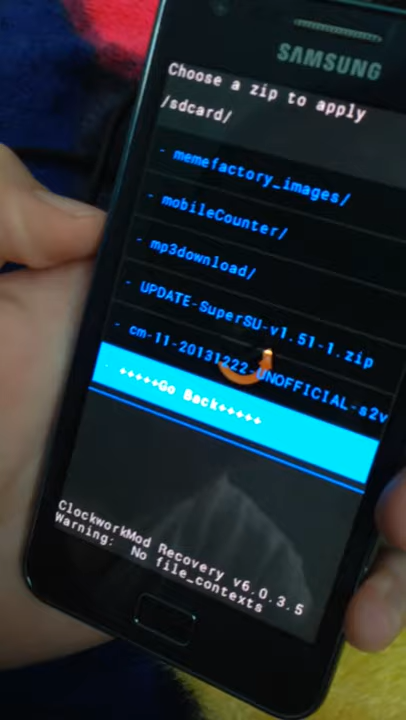 SAMSUNG
Choose a zip to apply
/sdcard/
- memefactory_images/
- mobileCounter/
- mp3download/
- UPDATE-SuperSU-v1.51-1.zip
- cm-11-20131222-UNOFFICIAL-s2v
- +++++Go Back+++++
ClockworkMod Recovery v6.0.3.5
Warning: No file_contexts